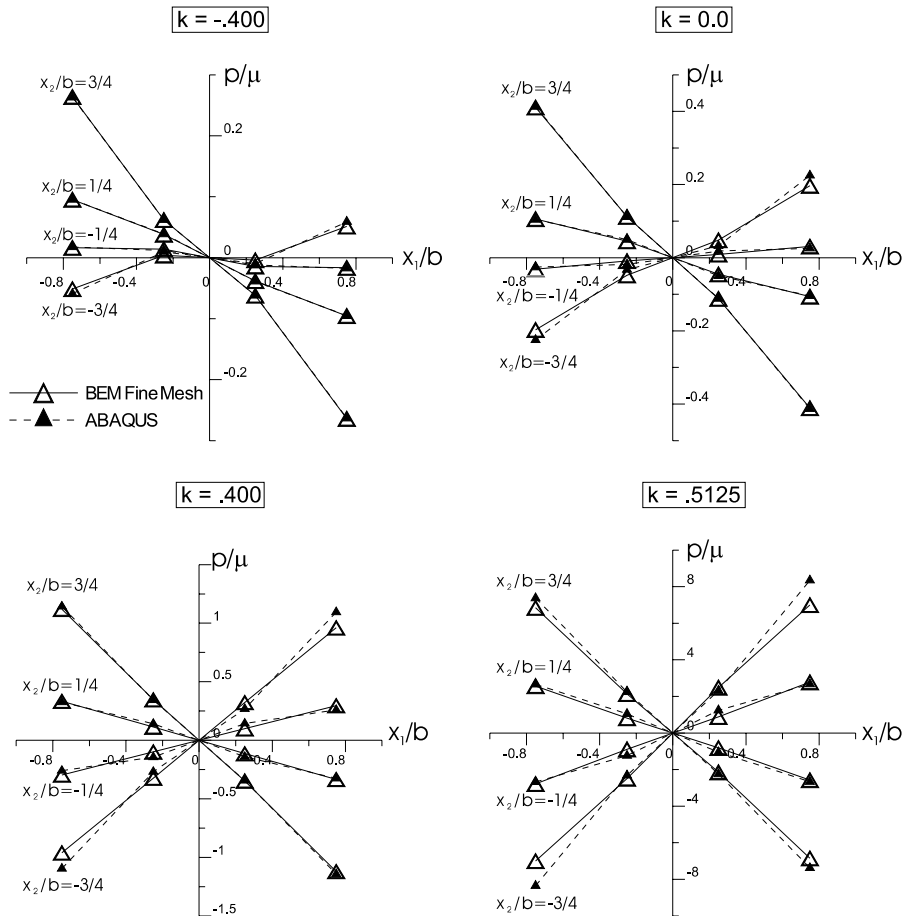 k = -.400
p/μ
x₂/b=3/4
0.2
x₂/b=1/4
x₂/b=-1/4
0
x₁/b
-0.8
-0.4
0.4
0.8
x₂/b=-3/4
-0.2
BEM Fine Mesh
ABAQUS
k = 0.0
p/μ
x₂/b=3/4
0.4
0.2
x₂/b=1/4
0
x₁/b
-0.8
-0.4
0.4
0.8
x₂/b=-1/4
-0.2
x₂/b=-3/4
-0.4
k = .400
p/μ
x₂/b=3/4
1
0.5
x₂/b=1/4
0
x₁/b
-0.8
-0.4
0.4
0.8
x₂/b=-1/4
-0.5
x₂/b=-3/4
-1
-1.5
k = .5125
p/μ
x₂/b=3/4
8
4
x₂/b=1/4
0
x₁/b
-0.8
-0.4
0.4
0.8
x₂/b=-1/4
-4
x₂/b=-3/4
-8